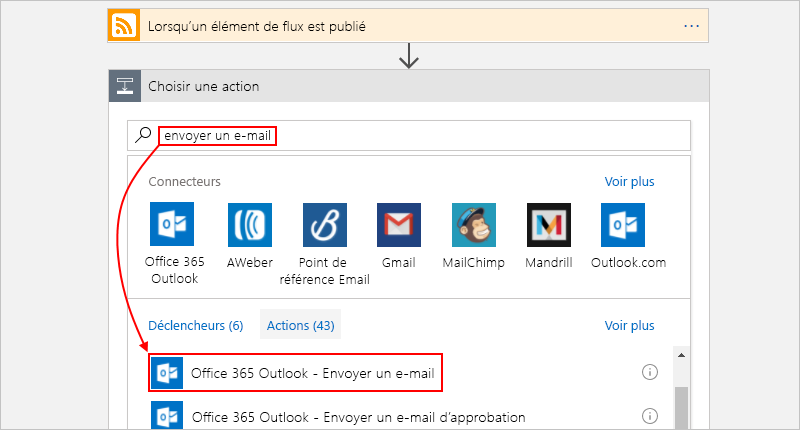 Lorsqu'un élément de flux est publié
Choisir une action
envoyer un e-mail
Connecteurs
Voir plus
Office 365
Outlook
AWeber
Point de
référence Email
Gmail
MailChimp
Mandrill
Outlook.com
Déclencheurs (6)
Actions (43)
Voir plus
Office 365 Outlook - Envoyer un e-mail
Office 365 Outlook - Envoyer un e-mail d'approbation